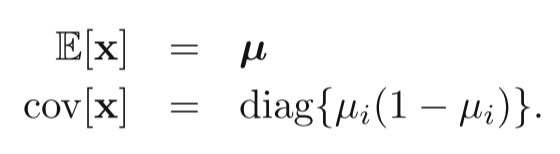 𝔼[𝐱] = 𝝁
cov[𝐱] = diag{μᵢ(1 − μᵢ)}.